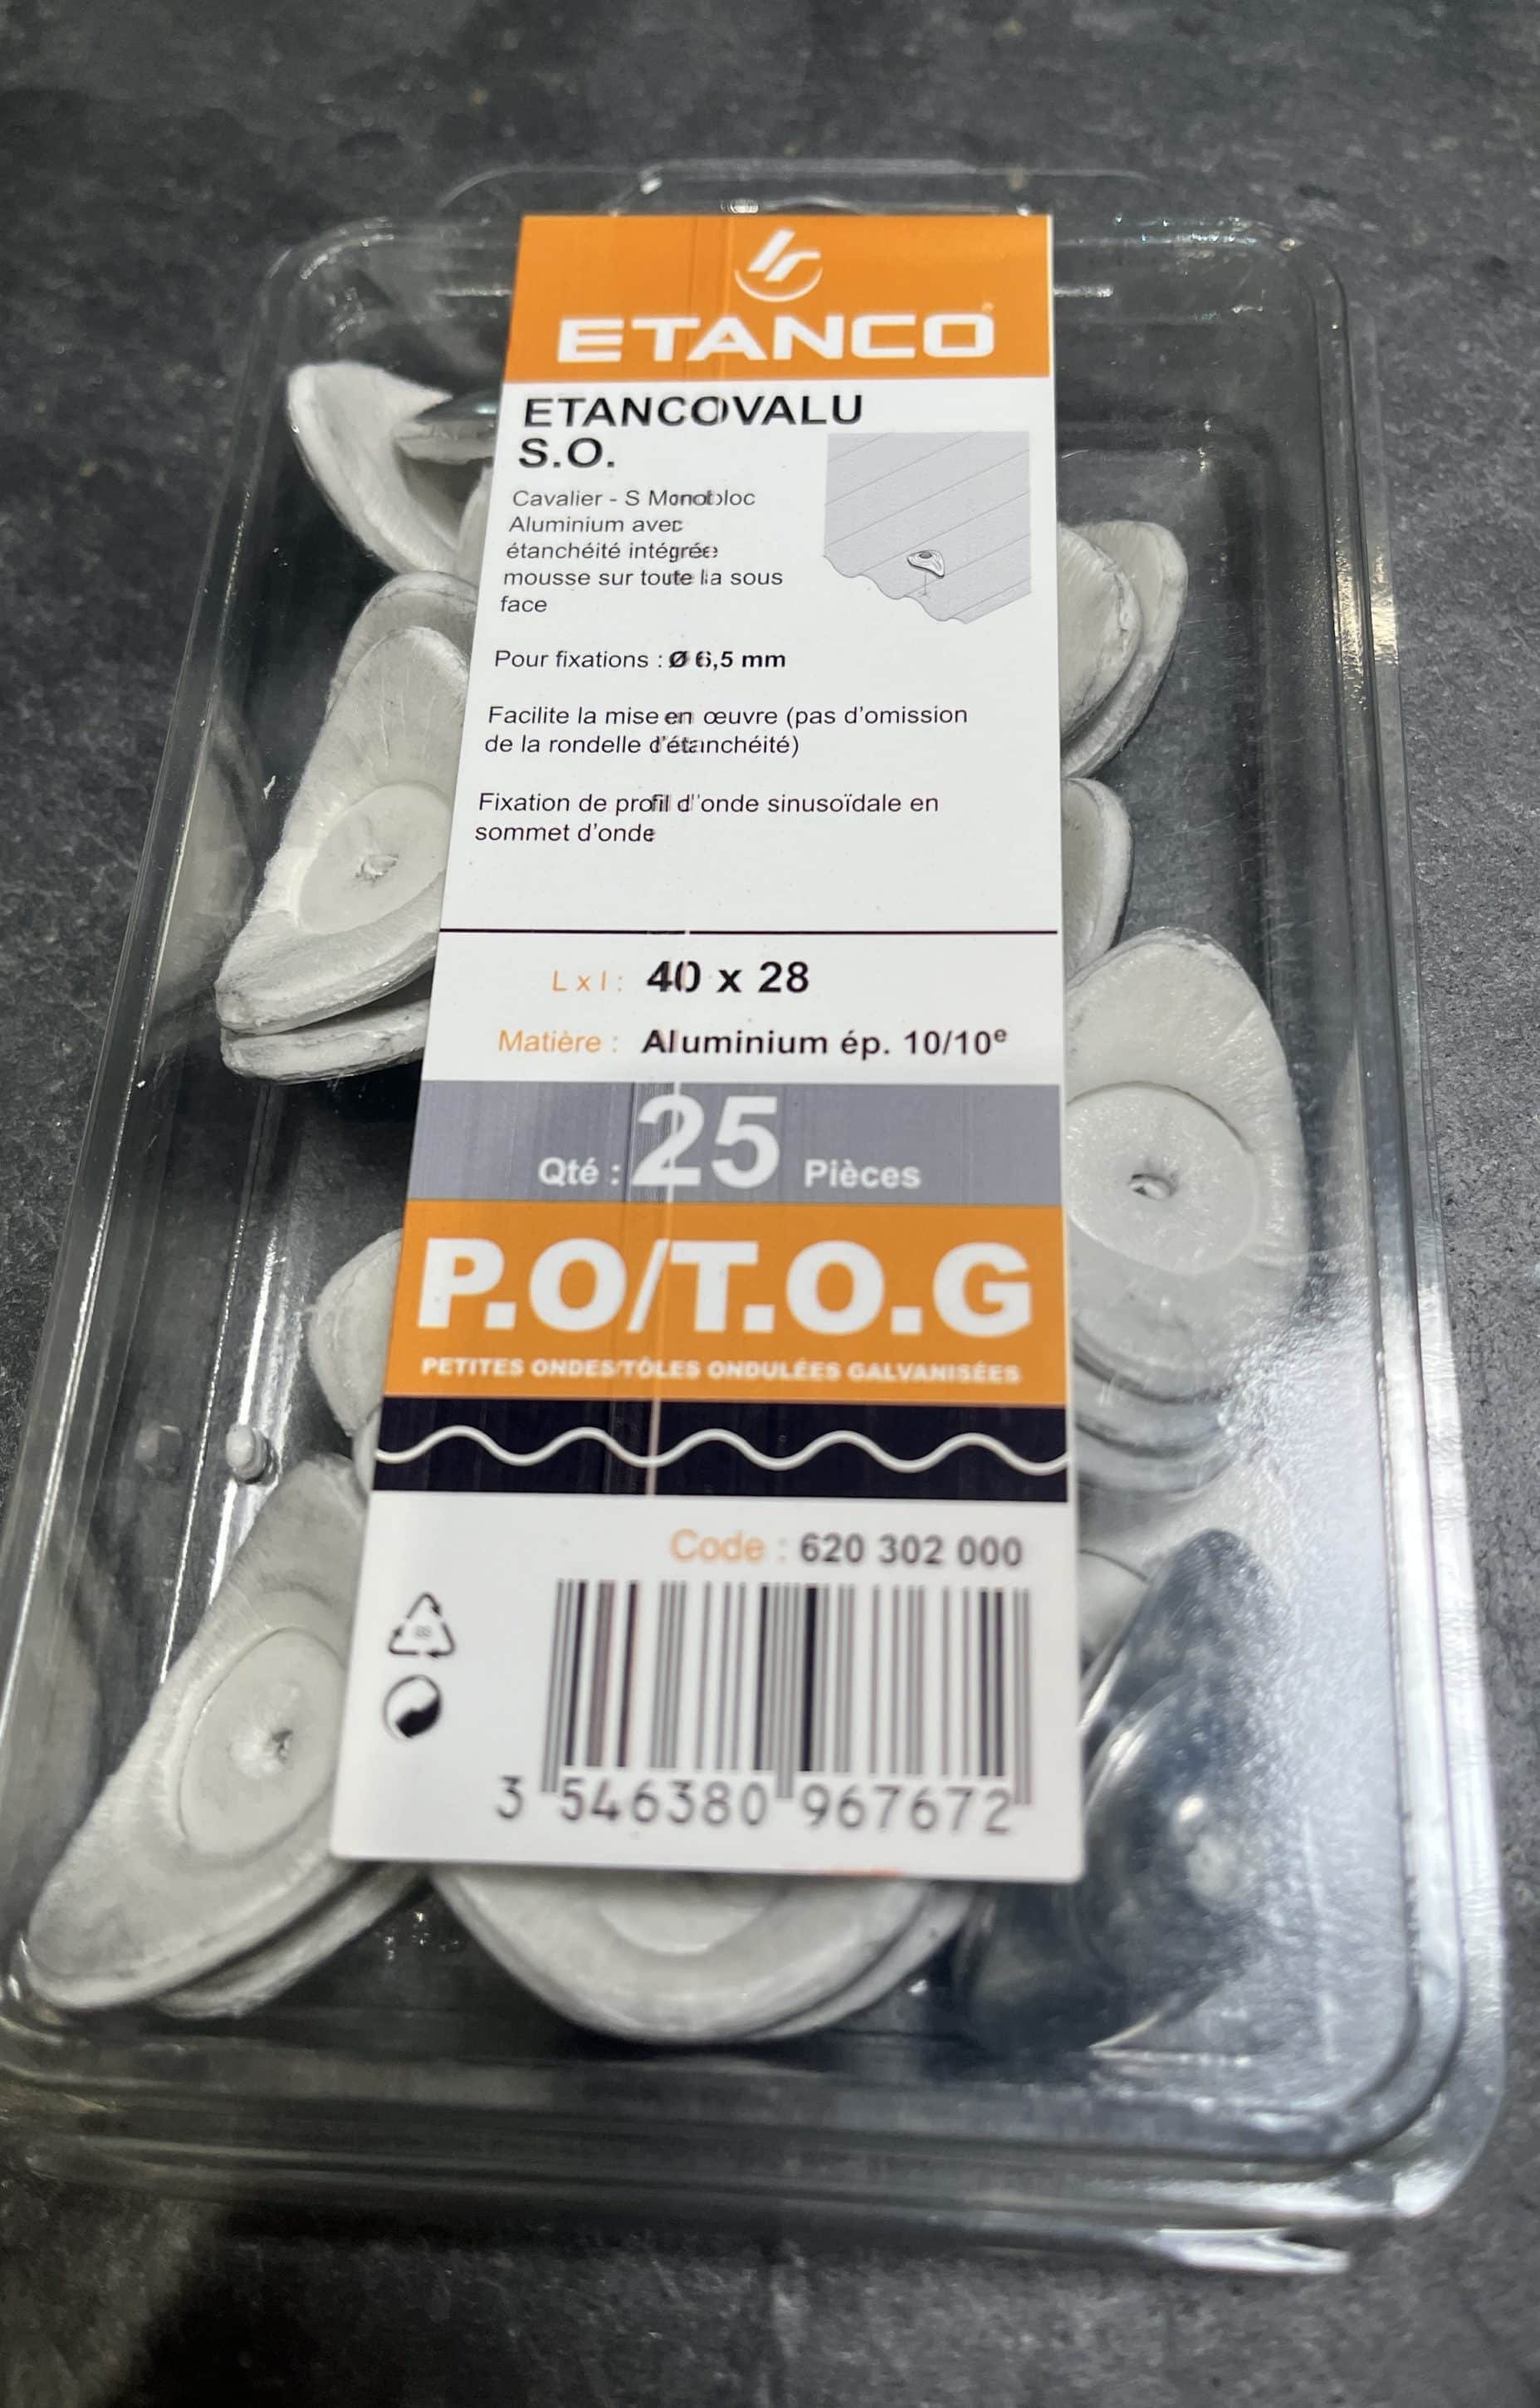 ETANCO
ETANCOVALU
S.O.
Cavalier - S Monobloc
Aluminium avec
étanchéité intégrée
mousse sur toute la sous
face
Pour fixations : Ø 6,5 mm
Facilite la mise en œuvre (pas d'omission
de la rondelle d'étanchéité)
Fixation de profil d'onde sinusoïdale en
sommet d'onde
L x l : 40 x 28
Matière : Aluminium ép. 10/10e
Qté : 25 Pièces
P.O/T.O.G
PETITES ONDES/TÔLES ONDULÉES GALVANISÉES
Code : 620 302 000
3 546380 967672